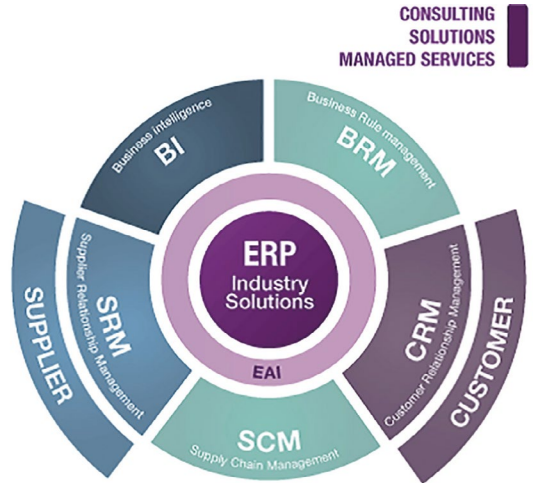 CONSULTING
SOLUTIONS
MANAGED SERVICES
Business intelligence
BI
Business Rule management
BRM
ERP
Industry
Solutions
EAI
SUPPLIER
SRM
Supplier Relationship Management
CRM
Customer Relationship Management
CUSTOMER
SCM
Supply Chain Management